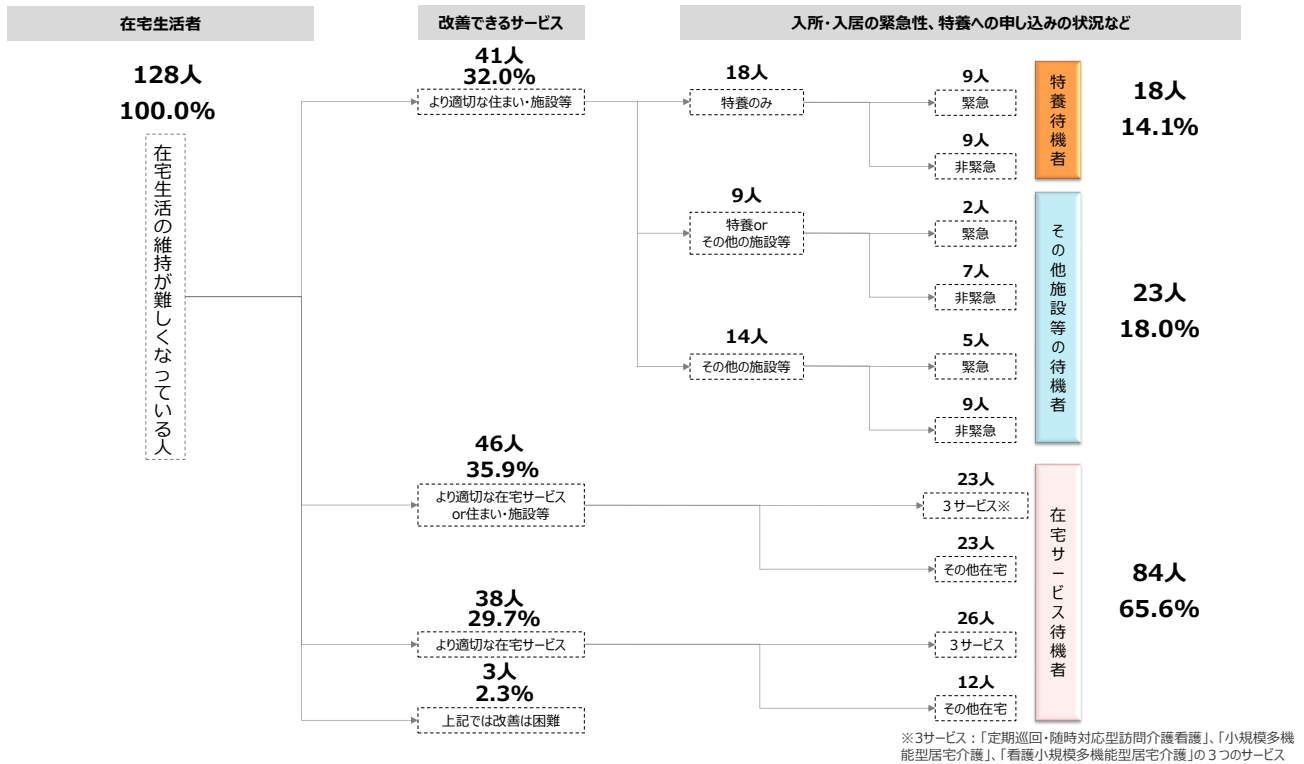 在宅生活者
改善できるサービス
入所・入居の緊急性、特養への申し込みの状況など
128人
100.0%
在宅生活の維持が難しくなっている人
41人
32.0%
より適切な住まい・施設等
18人
特養のみ
9人
緊急
9人
非緊急
特養待機者
18人
14.1%
9人
特養or
その他の施設等
2人
緊急
7人
非緊急
14人
その他の施設等
5人
緊急
9人
非緊急
その他施設等の待機者
23人
18.0%
46人
35.9%
より適切な在宅サービス
or住まい・施設等
23人
3サービス※
23人
その他在宅
38人
29.7%
より適切な在宅サービス
26人
3サービス
12人
その他在宅
在宅サービス待機者
84人
65.6%
3人
2.3%
上記では改善は困難
※3サービス：「定期巡回・随時対応型訪問介護看護」、「小規模多機
能型居宅介護」、「看護小規模多機能型居宅介護」の３つのサービス